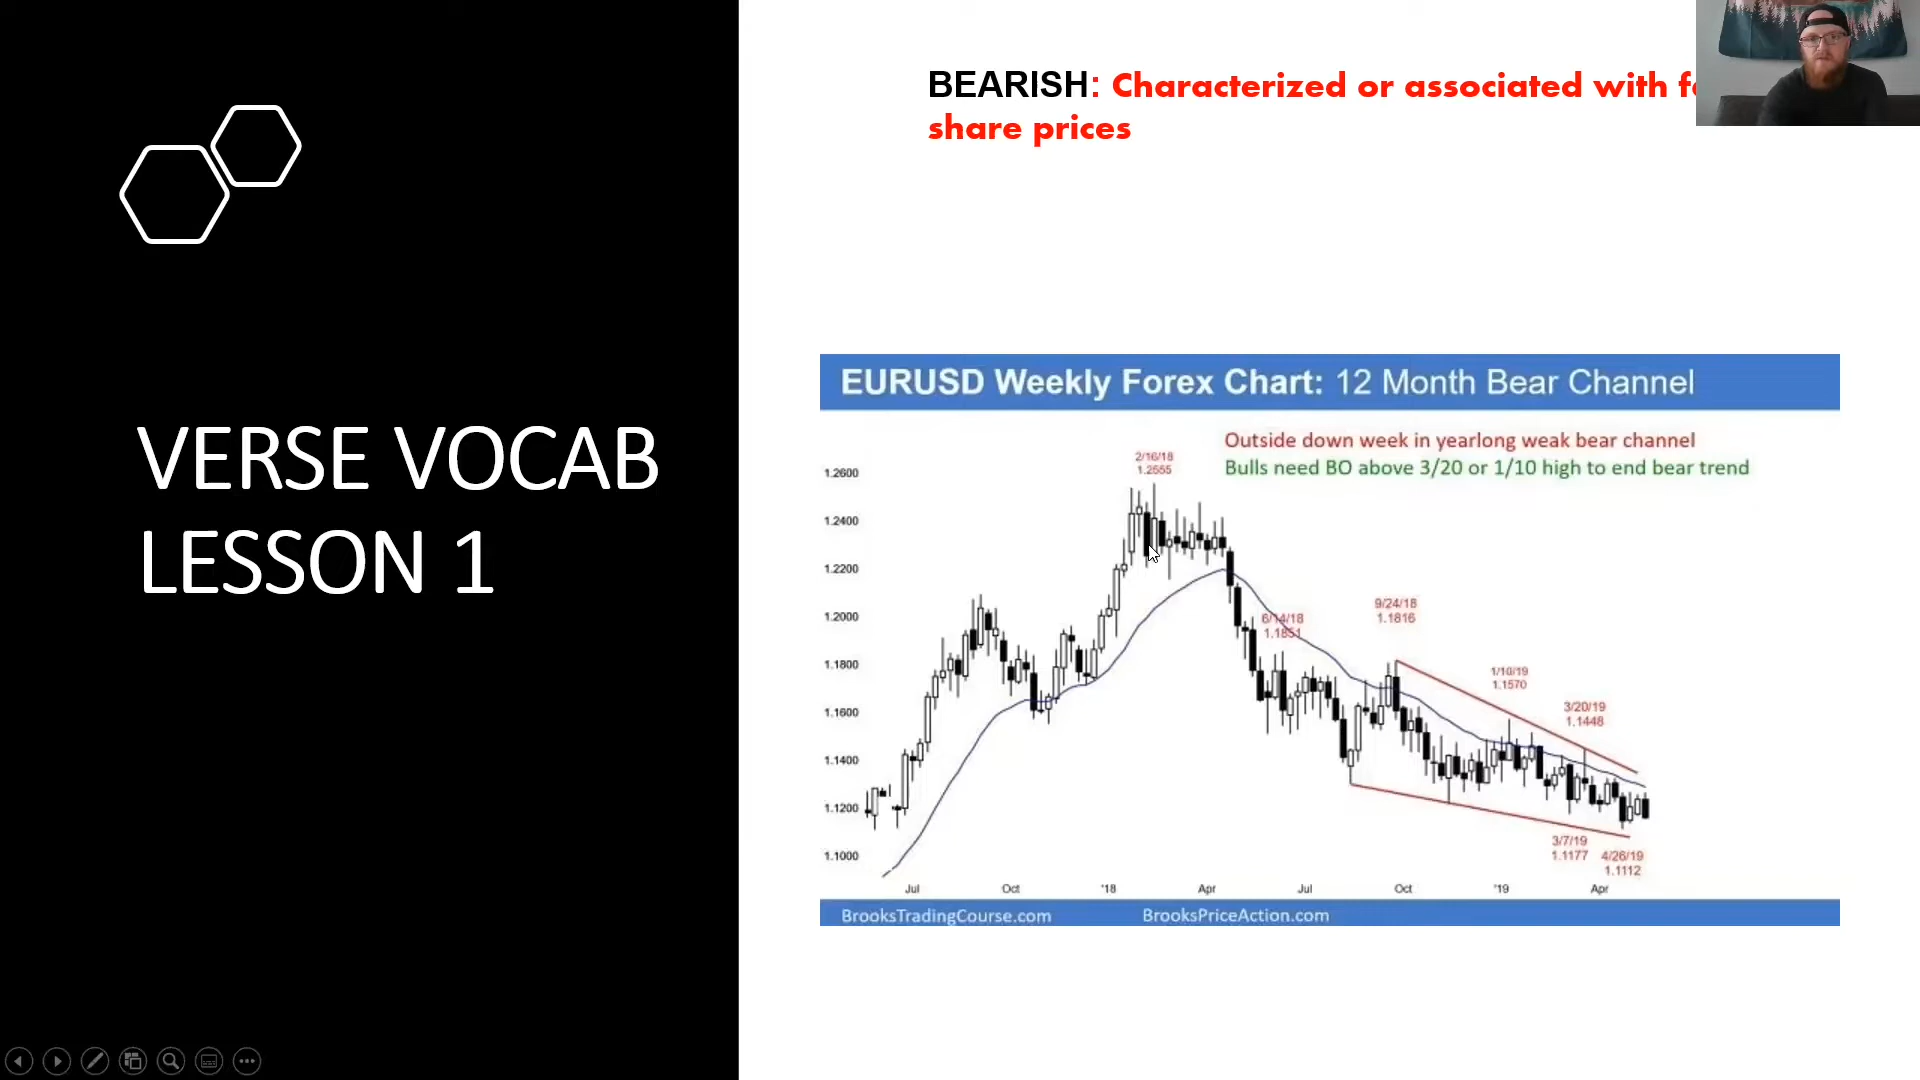 VERSE VOCAB
LESSON 1
BEARISH: Characterized or associated with
share prices
EURUSD Weekly Forex Chart: 12 Month Bear Channel
Outside down week in yearlong weak bear channel
Bulls need BO above 3/20 or 1/10 high to end bear trend
2/16/18
1.2555
6/14/18
1.1851
9/24/18
1.1816
1/10/19
1.1570
3/20/19
1.1448
3/7/19
1.1177
4/26/19
1.1112
1.2600
1.2400
1.2200
1.2000
1.1800
1.1600
1.1400
1.1200
1.1000
Jul Oct '18 Apr Jul Oct '19 Apr
BrooksTradingCourse.com BrooksPriceAction.com